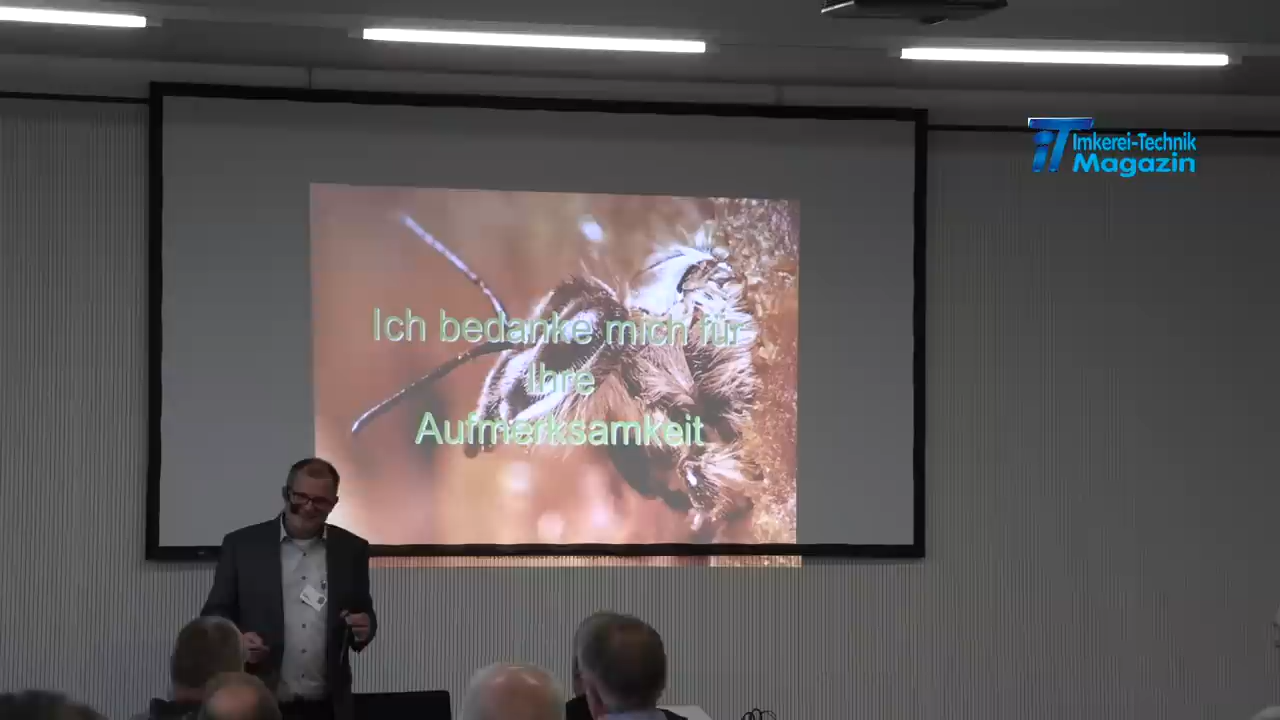 Imkerei-Technik
Magazin
Ich bedanke mich für
Ihre
Aufmerksamkeit